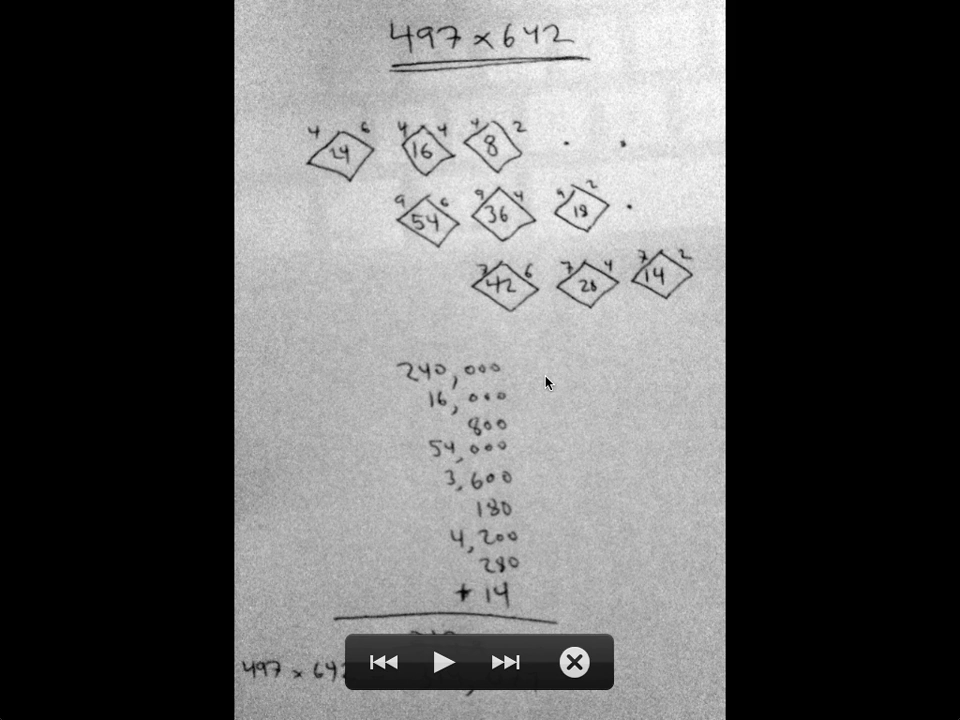 497 x 642
4 6 4 4 4 2
24 16 8 . .
9 6 9 4 9 2
54 36 18 .
7 6 7 4 7 2
42 28 14
240,000
16,000
800
54,000
3,600
180
4,200
280
+ 14
497 x 642